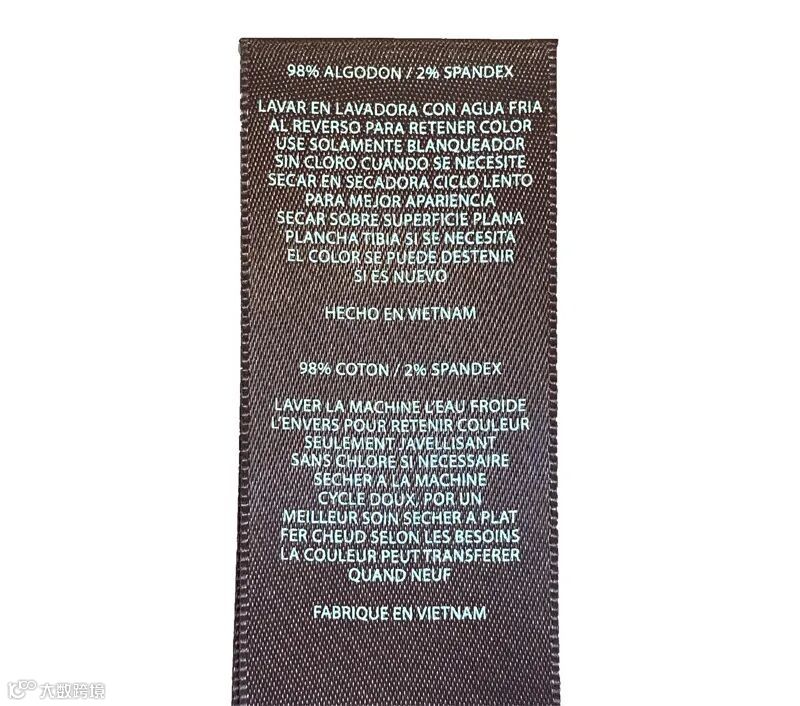 98% ALGODON / 2% SPANDEX
LAVAR EN LAVADORA CON AGUA FRIA
AL REVERSO PARA RETENER COLOR
USE SOLAMENTE BLANQUEADOR
SIN CLORO CUANDO SE NECESITE
SECAR EN SECADORA CICLO LENTO
PARA MEJOR APARIENCIA
SECAR SOBRE SUPERFICIE PLANA
PLANCHA TIBIA SI SE NECESITA
EL COLOR SE PUEDE DESTENIR
SI ES NUEVO
HECHO EN VIETNAM
98% COTON / 2% SPANDEX
LAVER LA MACHINE L'EAU FROIDE
L'ENVERS POUR RETENIR COULEUR
SEULEMENT JAVELLISANT
SANS CHLORE SI NECESSAIRE
SECHER A LA MACHINE
CYCLE DOUX. POR UN
MEILLEUR SOIN SECHER A PLAT
FER CHEUD SELON LES BESOINS
LA COULEUR PEUT TRANSFERER
QUAND NEUF
FABRIQUE EN VIETNAM
大数跨境